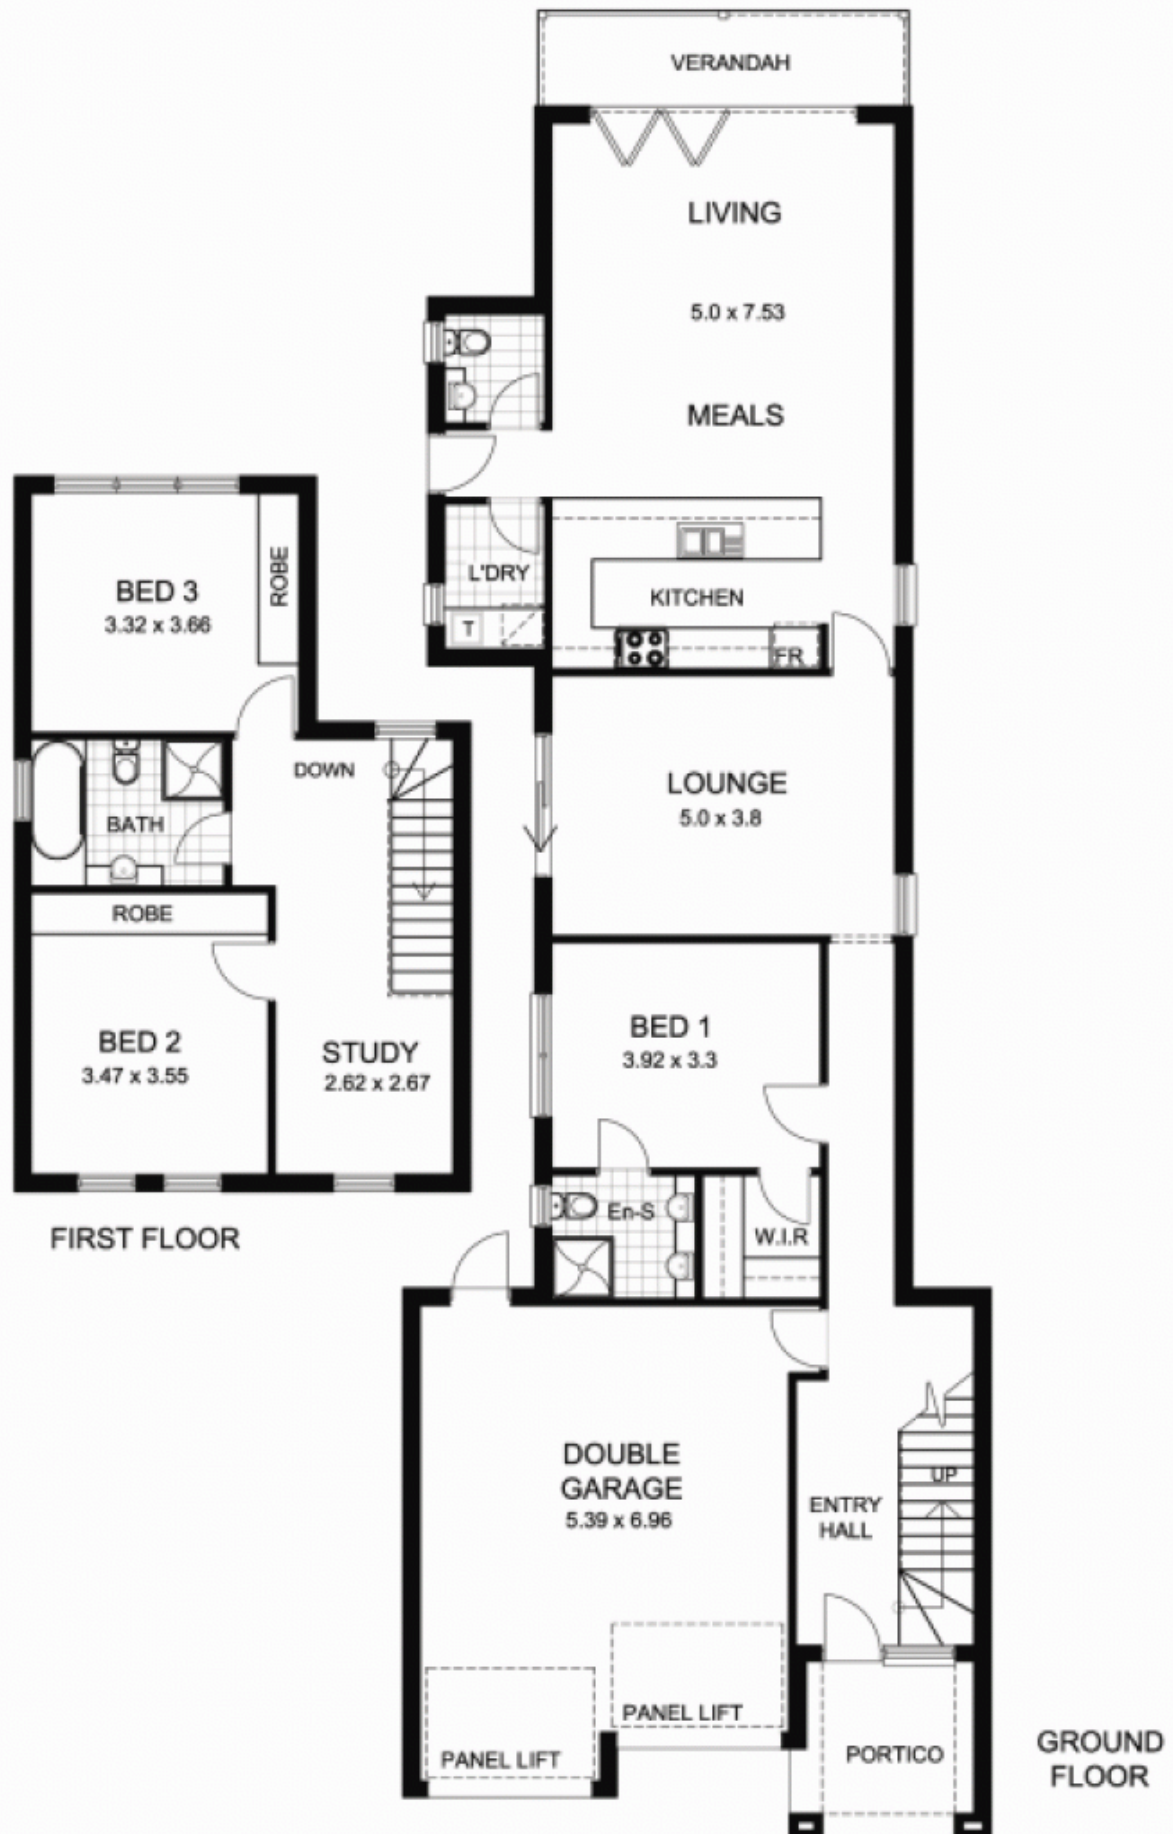 VERANDAH
LIVING
5.0 x 7.53
MEALS
L'DRY
T
KITCHEN
FR
LOUNGE
5.0 x 3.8
BED 1
3.92 x 3.3
En-S
W.I.R
DOUBLE
GARAGE
5.39 x 6.96
ENTRY
HALL
UP
PANEL LIFT
PANEL LIFT
PORTICO
GROUND
FLOOR
BED 3
3.32 x 3.66
ROBE
DOWN
BATH
ROBE
BED 2
3.47 x 3.55
STUDY
2.62 x 2.67
FIRST FLOOR